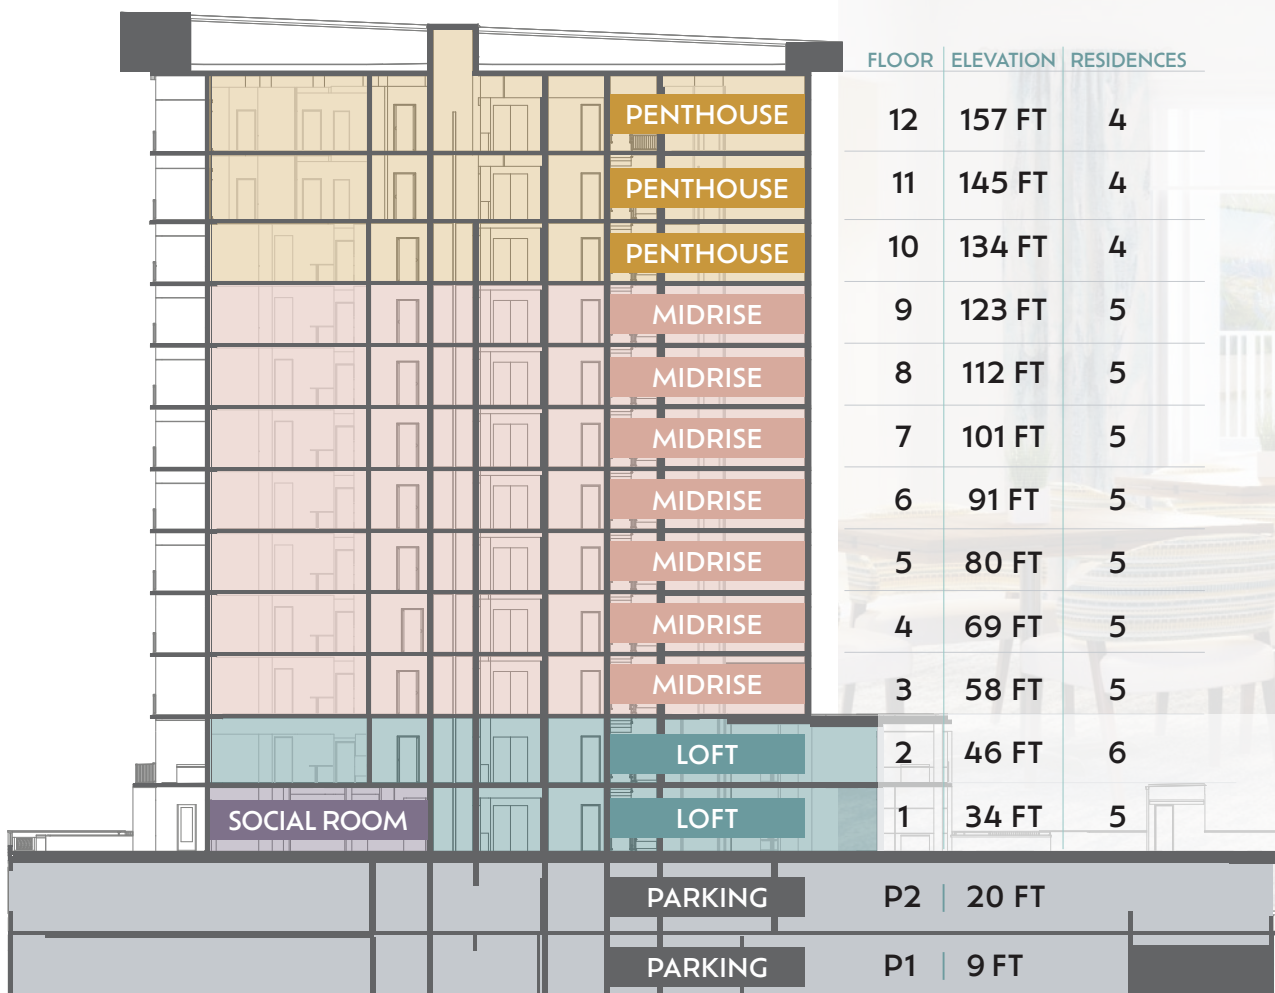 FLOOR ELEVATION RESIDENCES
PENTHOUSE 12 157 FT 4
PENTHOUSE 11 145 FT 4
PENTHOUSE 10 134 FT 4
MIDRISE 9 123 FT 5
MIDRISE 8 112 FT 5
MIDRISE 7 101 FT 5
MIDRISE 6 91 FT 5
MIDRISE 5 80 FT 5
MIDRISE 4 69 FT 5
MIDRISE 3 58 FT 5
LOFT 2 46 FT 6
SOCIAL ROOM LOFT 1 34 FT 5
PARKING P2 20 FT
PARKING P1 9 FT